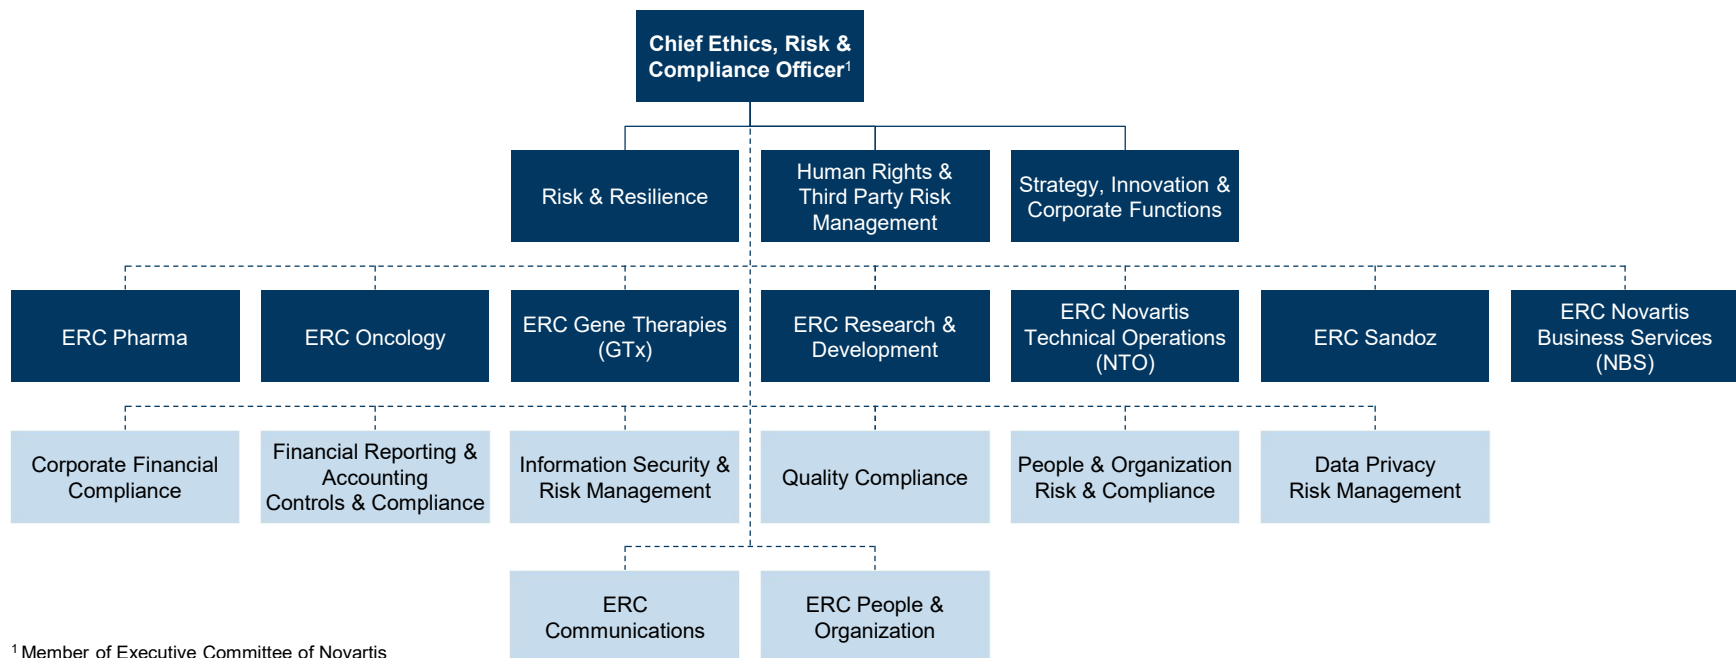 Chief Ethics, Risk &
Compliance Officer¹
Risk & Resilience
Human Rights &
Third Party Risk
Management
Strategy, Innovation &
Corporate Functions
ERC Pharma
ERC Oncology
ERC Gene Therapies
(GTx)
ERC Research &
Development
ERC Novartis
Technical Operations
(NTO)
ERC Sandoz
ERC Novartis
Business Services
(NBS)
Corporate Financial
Compliance
Financial Reporting &
Accounting
Controls & Compliance
Information Security &
Risk Management
Quality Compliance
People & Organization
Risk & Compliance
Data Privacy
Risk Management
ERC
Communications
ERC People &
Organization
¹ Member of Executive Committee of Novartis